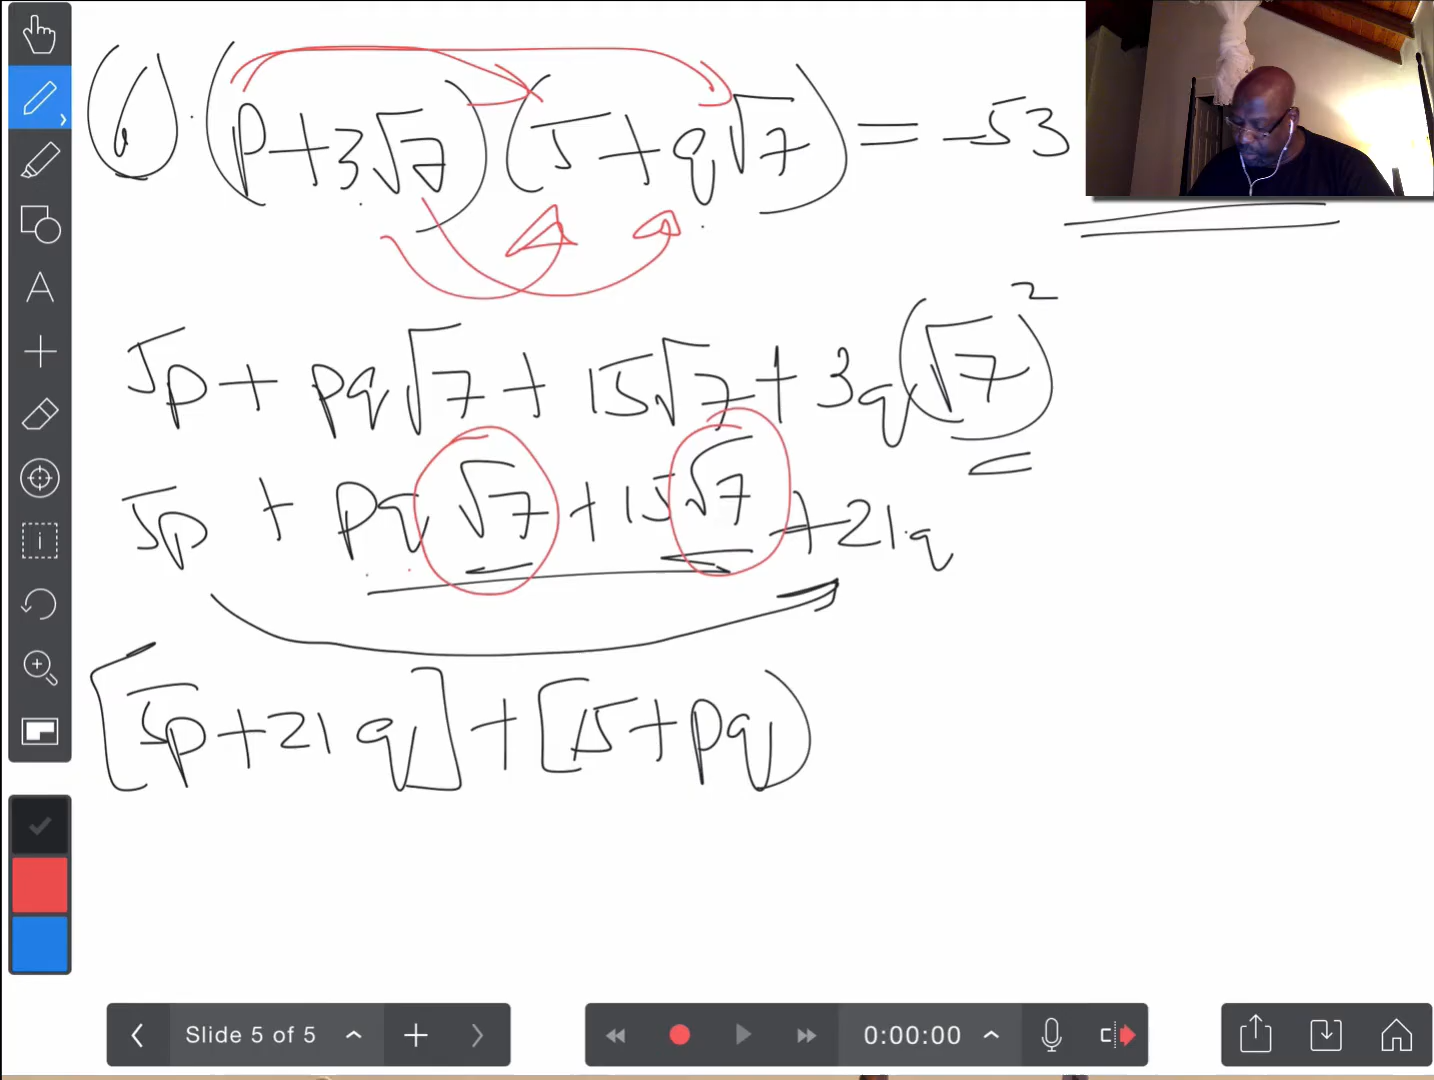 6. (p+3√7)(5+q√7) = -53
5p + pq√7 + 15√7 + 3q(√7)²
5p + pq√7 + 15√7 + 21q
[5p+21q] + [15+pq)
A
i
Slide 5 of 5
0:00:00